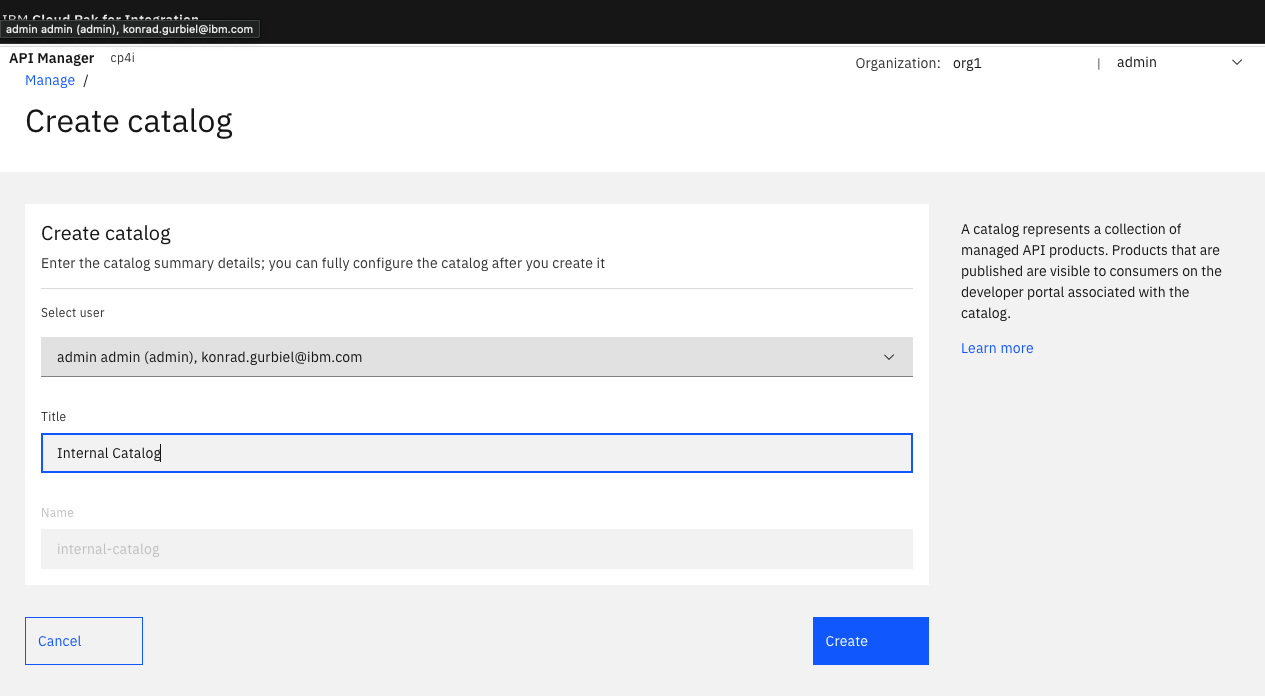 IBM Cloud Pak for Integration
admin admin (admin), konrad.gurbiel@ibm.com
API Manager cp4i
Organization: org1 | admin
Manage /
Create catalog
Create catalog
Enter the catalog summary details; you can fully configure the catalog after you create it
Select user
admin admin (admin), konrad.gurbiel@ibm.com
Title
Internal Catalog
Name
internal-catalog
Cancel
Create
A catalog represents a collection of
managed API products. Products that are
published are visible to consumers on the
developer portal associated with the
catalog.
Learn more